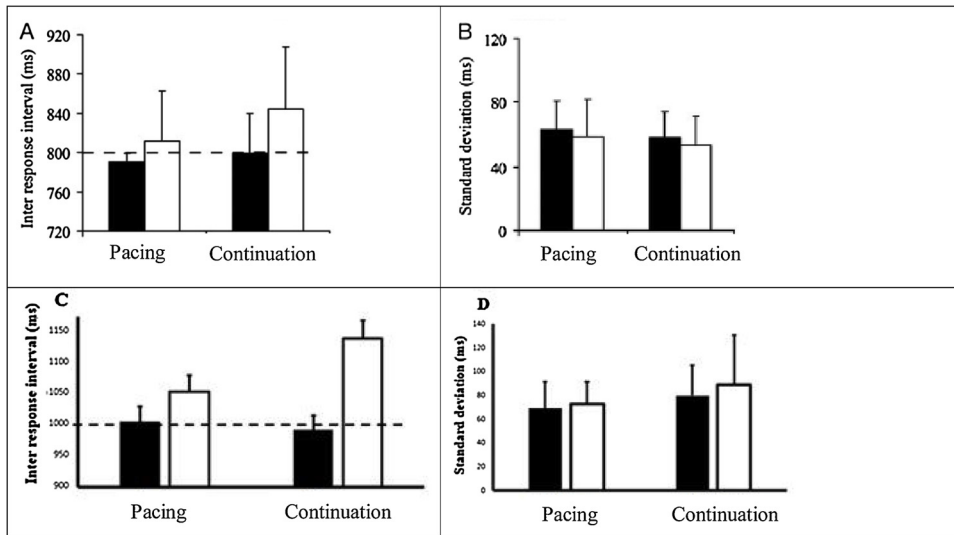 A
Inter response interval (ms)
920
880
840
800
760
720
Pacing Continuation
B
Standard deviation (ms)
120
80
40
0
Pacing Continuation
C
Inter response interval (ms)
1150
1100
1050
1000
950
900
Pacing Continuation
D
Standard deviation (ms)
140
120
100
80
60
40
20
0
Pacing Continuation